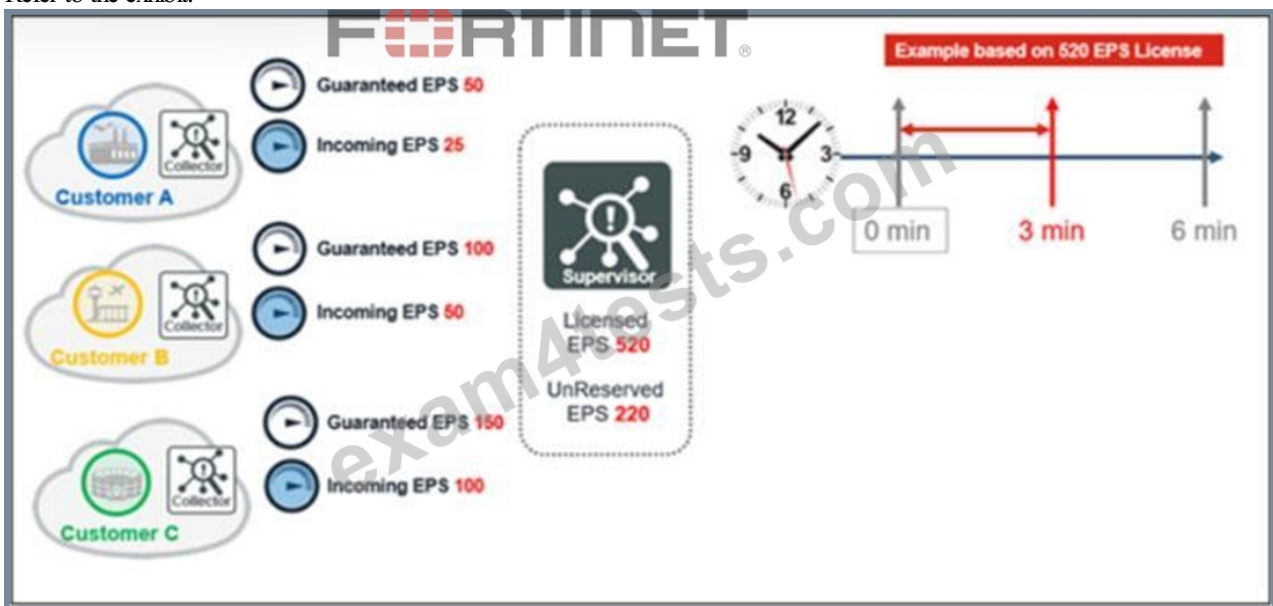 Refer to the exhibit.
FORTINET®
Example based on 520 EPS License
Guaranteed EPS 50
Incoming EPS 25
Collector
Customer A
Guaranteed EPS 100
Incoming EPS 50
Collector
Customer B
Guaranteed EPS 150
Incoming EPS 100
Collector
Customer C
Supervisor
Licensed
EPS 520
UnReserved
EPS 220
12
9
3
6
0 min
3 min
6 min
exam4tests.com